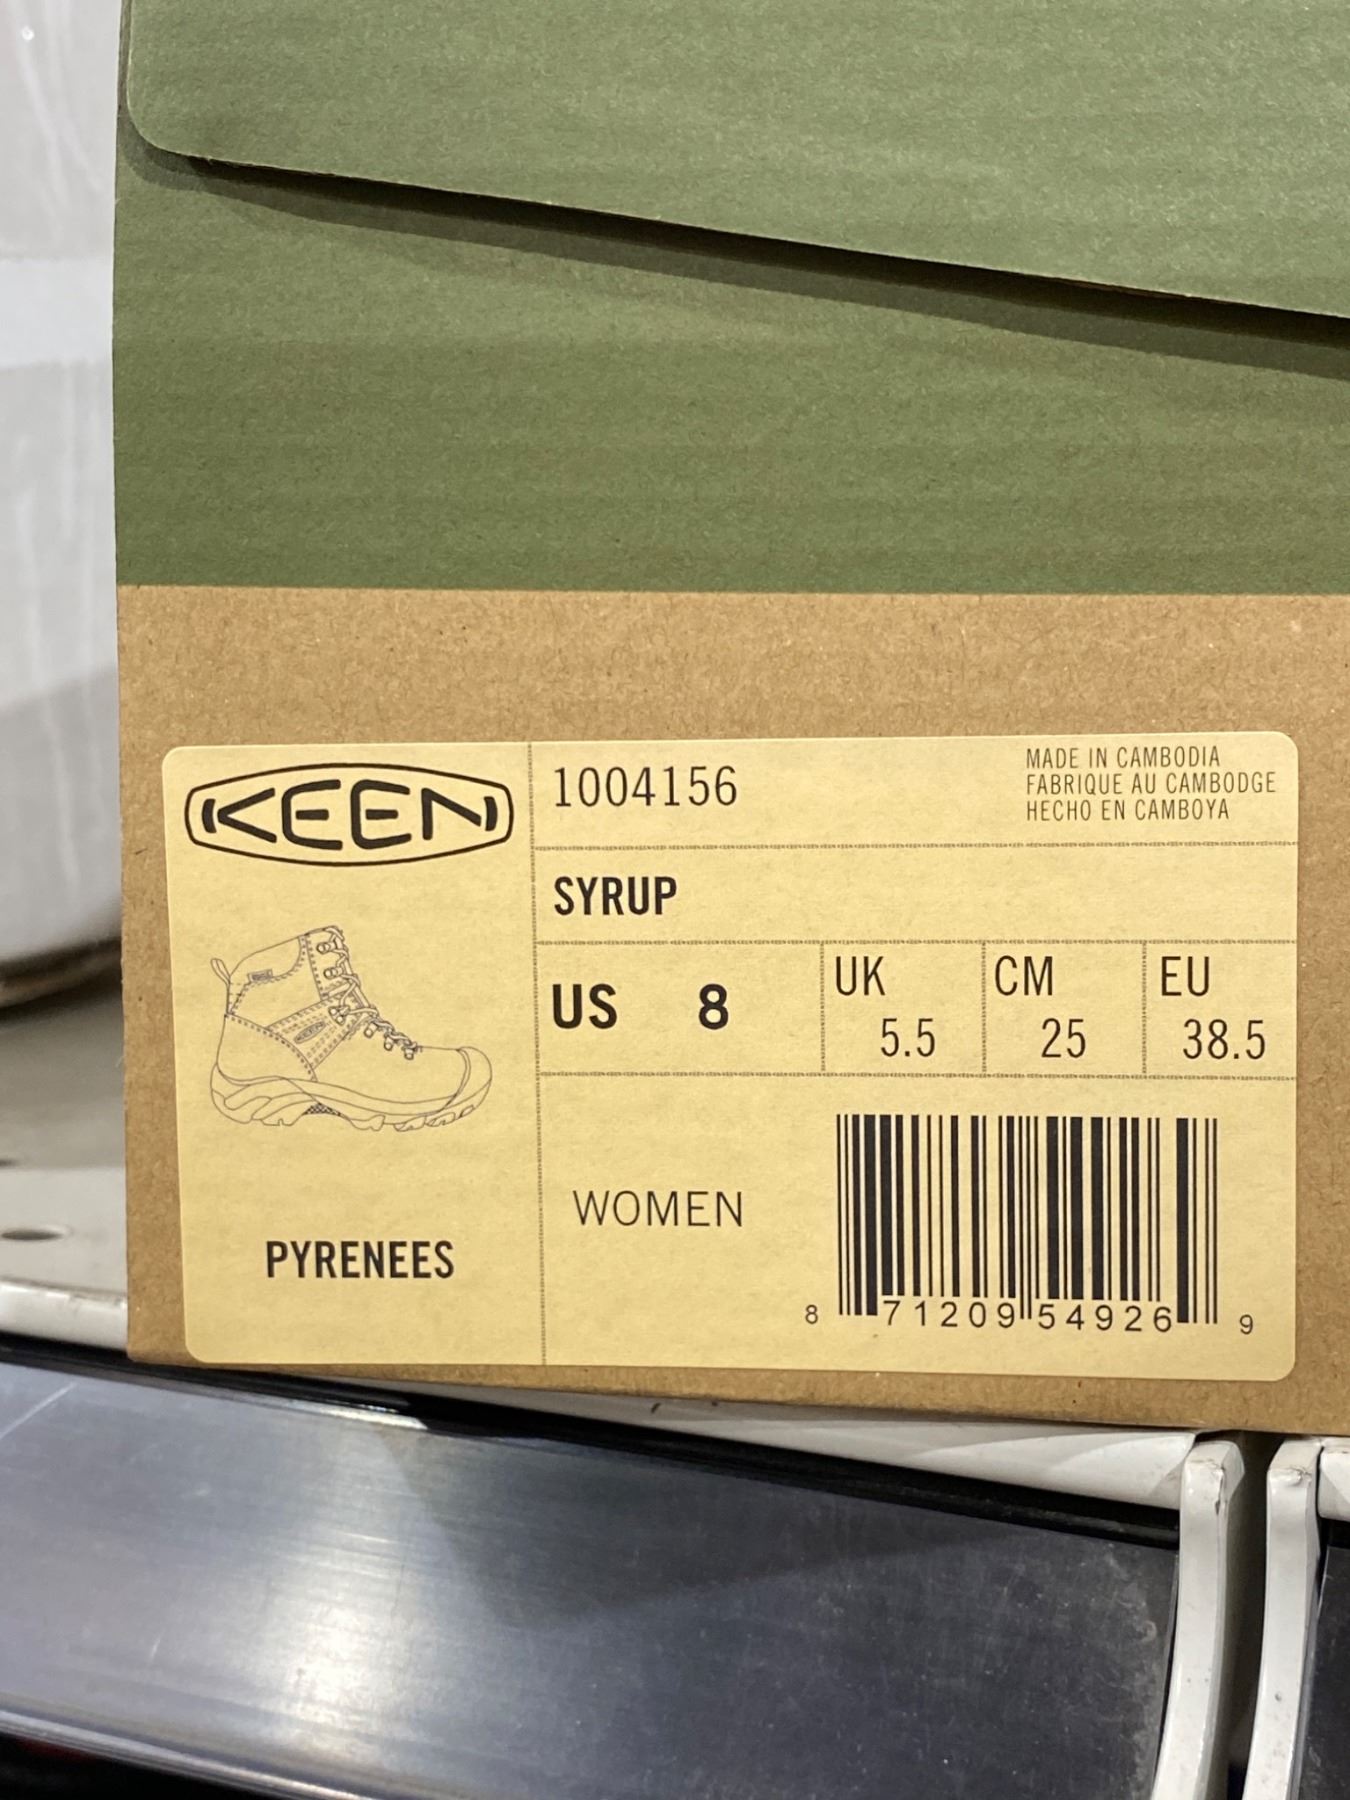 KEEN
1004156
MADE IN CAMBODIA
FABRIQUE AU CAMBODGE
HECHO EN CAMBOYA
SYRUP
US 8
UK 5.5
CM 25
EU 38.5
WOMEN
PYRENEES
8 71209 54926 9